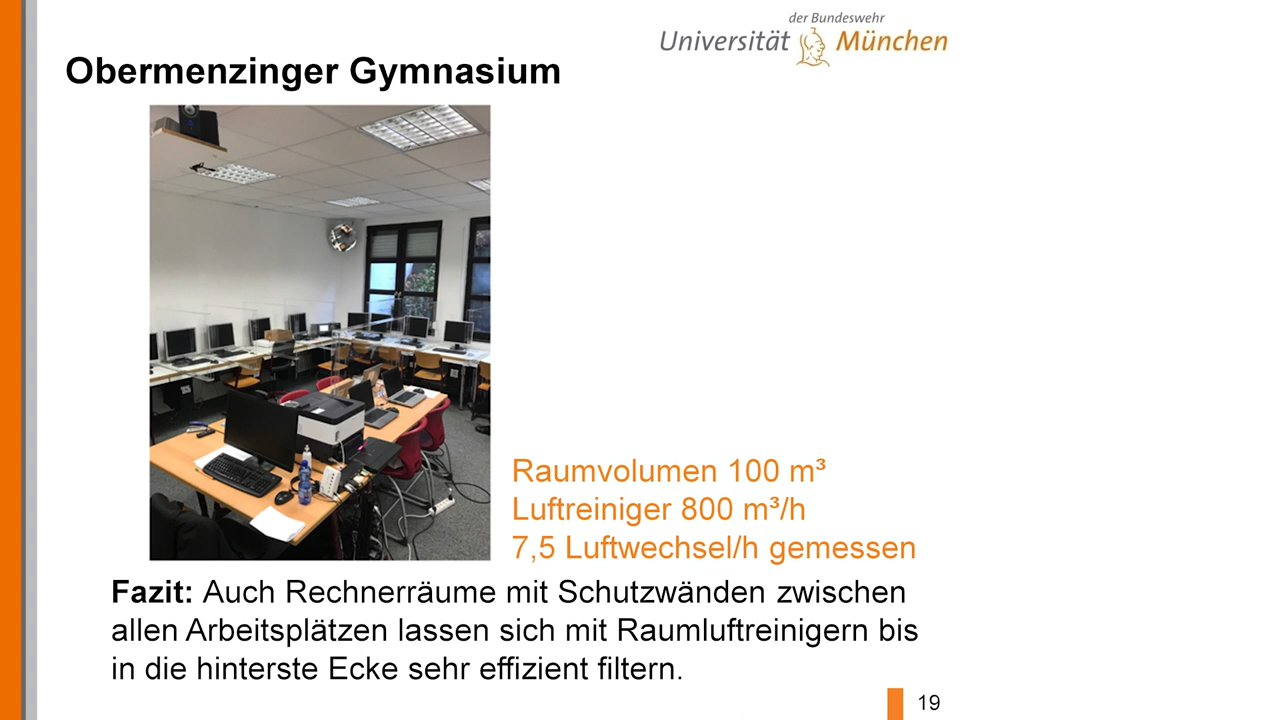 der Bundeswehr
Universität München
Obermenzinger Gymnasium
Raumvolumen 100 m³
Luftreiniger 800 m³/h
7,5 Luftwechsel/h gemessen
Fazit: Auch Rechnerräume mit Schutzwänden zwischen
allen Arbeitsplätzen lassen sich mit Raumluftreinigern bis
in die hinterste Ecke sehr effizient filtern.
19